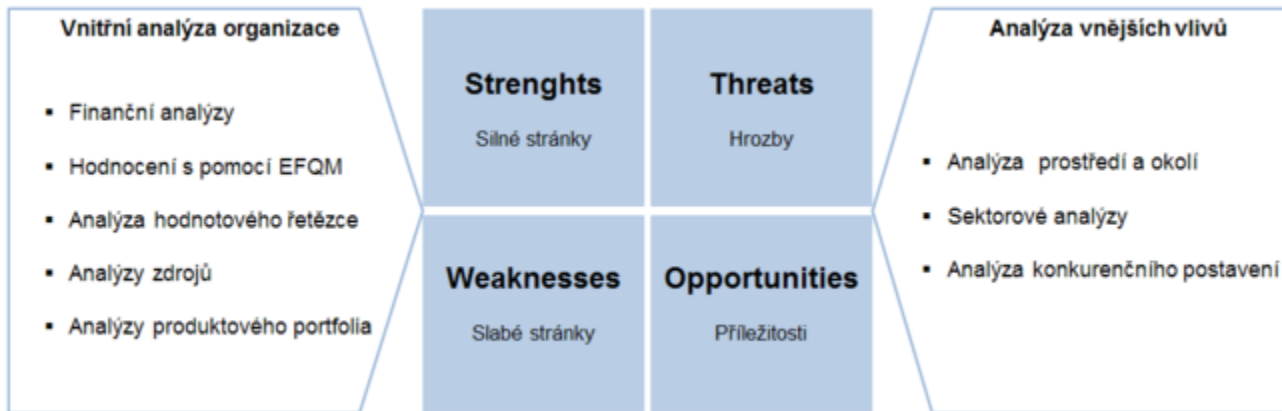 Vnitřní analýza organizace
▪ Finanční analýzy
▪ Hodnocení s pomocí EFQM
▪ Analýza hodnotového řetězce
▪ Analýzy zdrojů
▪ Analýzy produktového portfolia
Strenghts
Silné stránky
Threats
Hrozby
Weaknesses
Slabé stránky
Opportunities
Příležitosti
Analýza vnějších vlivů
▪ Analýza prostředí a okolí
▪ Sektorové analýzy
▪ Analýza konkurenčního postavení